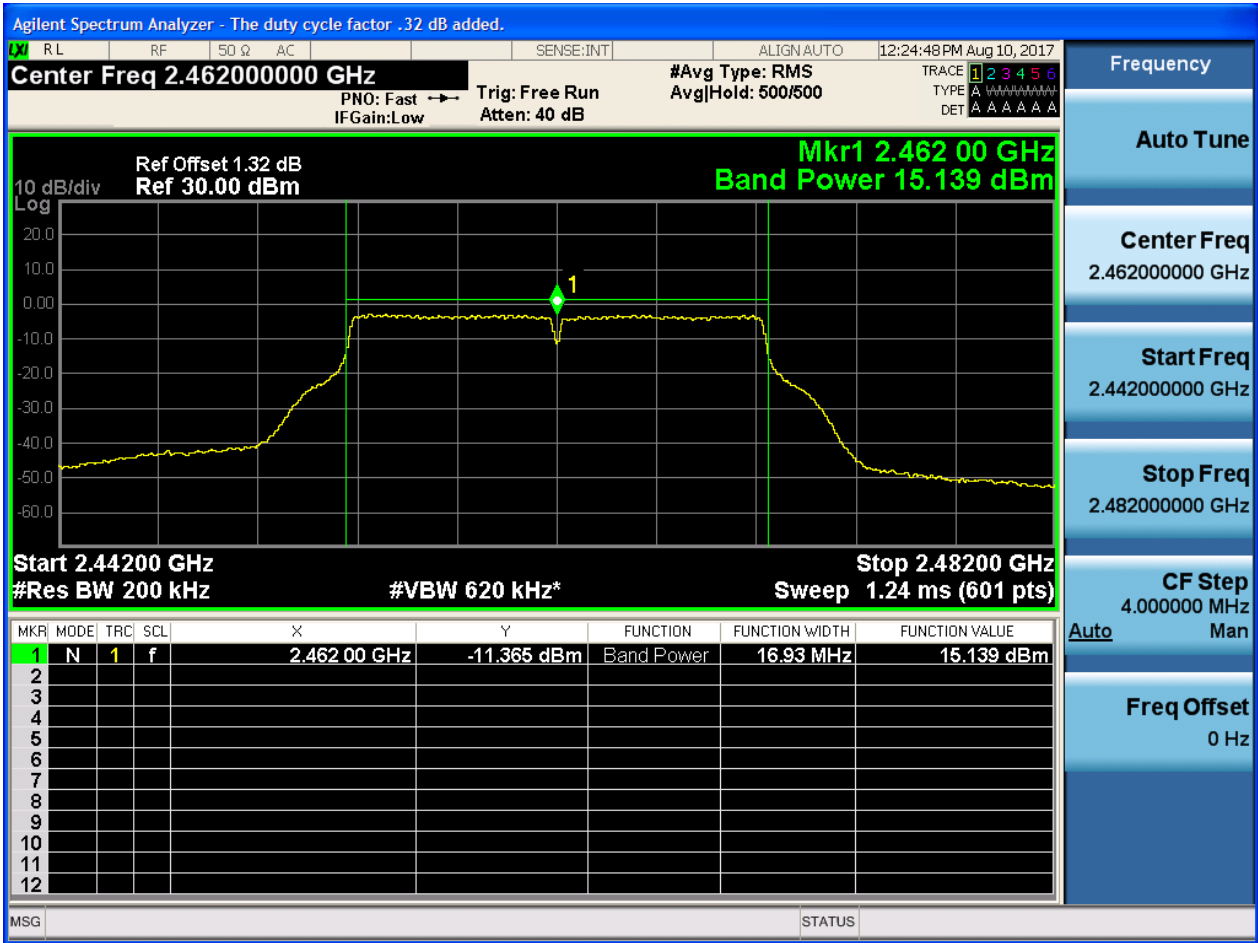 Agilent Spectrum Analyzer - The duty cycle factor .32 dB added.
LXI RL RF 50 Ω AC SENSE:INT ALIGN AUTO 12:24:48 PM Aug 10, 2017
Center Freq 2.462000000 GHz
PNO: Fast
IFGain:Low
Trig: Free Run
Atten: 40 dB
#Avg Type: RMS
Avg|Hold: 500/500
TRACE 1 2 3 4 5 6
TYPE A WWWWW
DET A A A A A A
Ref Offset 1.32 dB
10 dB/div Ref 30.00 dBm
Log
Mkr1 2.462 00 GHz
Band Power 15.139 dBm
20.0
10.0
0.00
-10.0
-20.0
-30.0
-40.0
-50.0
-60.0
1
Start 2.44200 GHz Stop 2.48200 GHz
#Res BW 200 kHz #VBW 620 kHz* Sweep 1.24 ms (601 pts)
MKR MODE TRC SCL X Y FUNCTION FUNCTION WIDTH FUNCTION VALUE
1 N 1 f 2.462 00 GHz -11.365 dBm Band Power 16.93 MHz 15.139 dBm
2
3
4
5
6
7
8
9
10
11
12
MSG STATUS
Frequency
Auto Tune
Center Freq
2.462000000 GHz
Start Freq
2.442000000 GHz
Stop Freq
2.482000000 GHz
CF Step
4.000000 MHz
Auto Man
Freq Offset
0 Hz